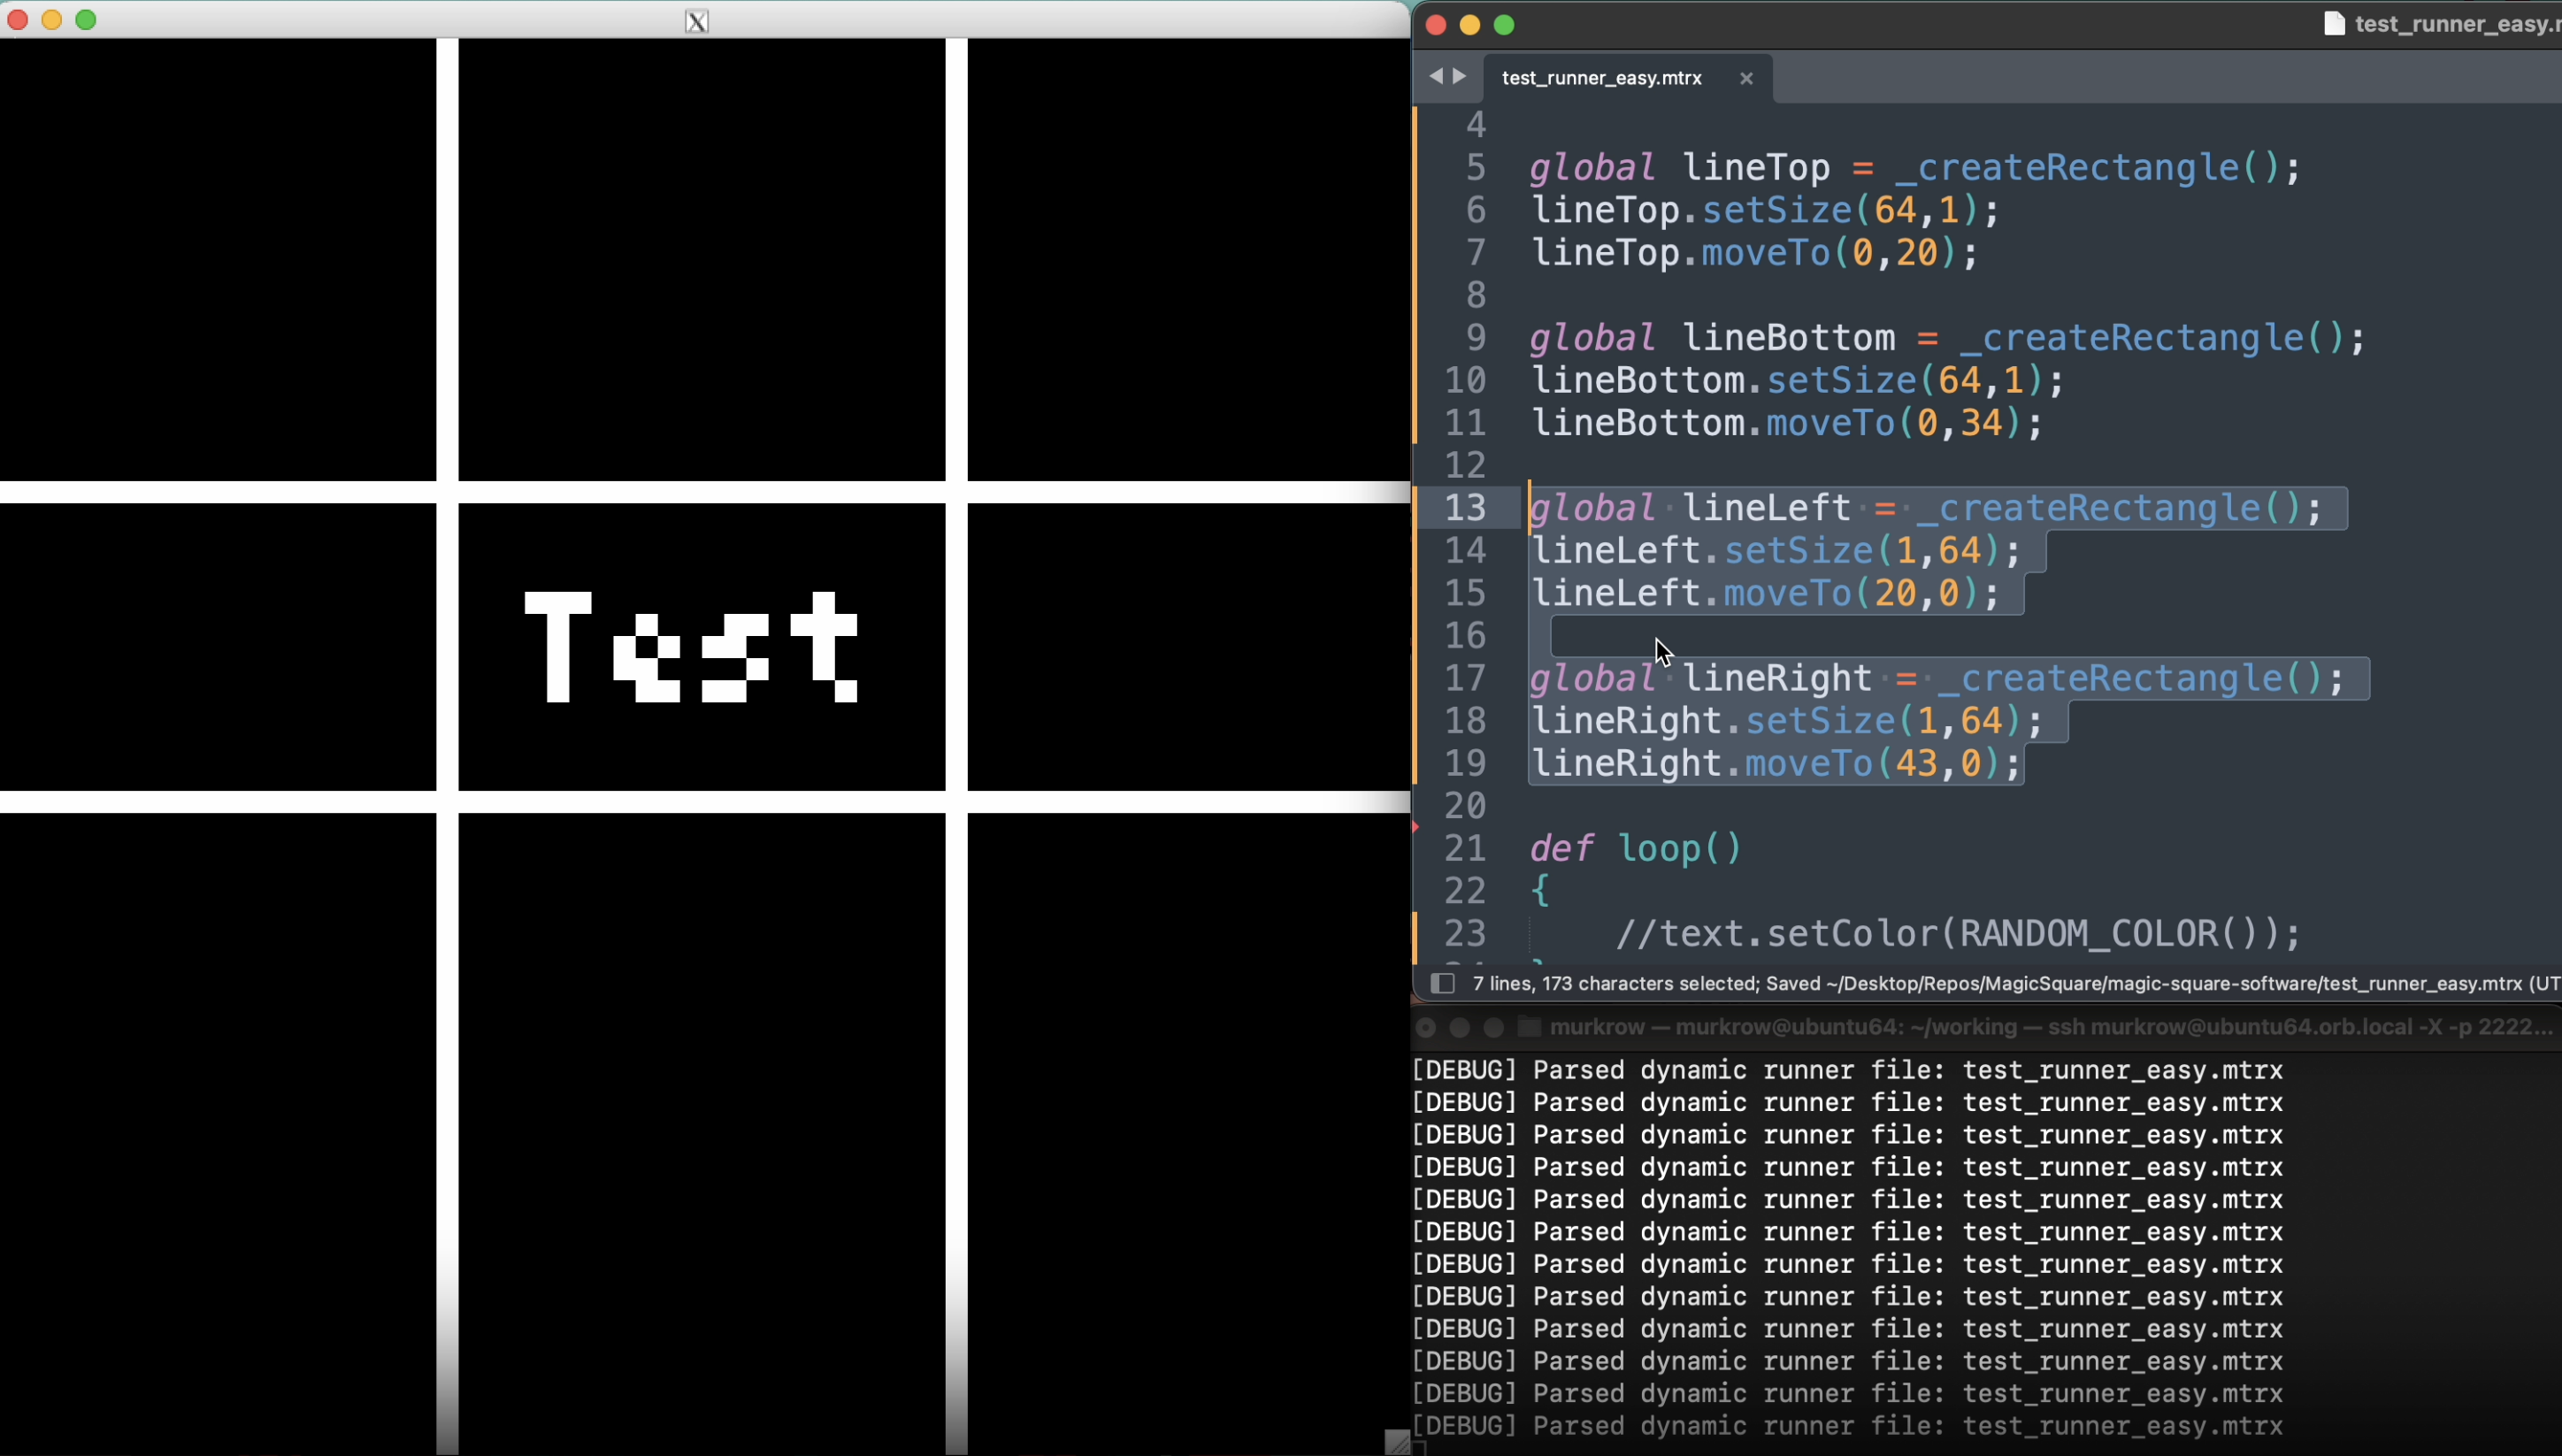 X
Test
test_runner_easy.
test_runner_easy.mtrx ×
4
5 global lineTop = _createRectangle();
6 lineTop.setSize(64,1);
7 lineTop.moveTo(0,20);
8
9 global lineBottom = _createRectangle();
10 lineBottom.setSize(64,1);
11 lineBottom.moveTo(0,34);
12
13 global lineLeft = _createRectangle();
14 lineLeft.setSize(1,64);
15 lineLeft.moveTo(20,0);
16
17 global lineRight = _createRectangle();
18 lineRight.setSize(1,64);
19 lineRight.moveTo(43,0);
20
21 def loop()
22 {
23 //text.setColor(RANDOM_COLOR());
7 lines, 173 characters selected; Saved ~/Desktop/Repos/MagicSquare/magic-square-software/test_runner_easy.mtrx (UT
murkrow — murkrow@ubuntu64: ~/working — ssh murkrow@ubuntu64.orb.local -X -p 2222...
[DEBUG] Parsed dynamic runner file: test_runner_easy.mtrx
[DEBUG] Parsed dynamic runner file: test_runner_easy.mtrx
[DEBUG] Parsed dynamic runner file: test_runner_easy.mtrx
[DEBUG] Parsed dynamic runner file: test_runner_easy.mtrx
[DEBUG] Parsed dynamic runner file: test_runner_easy.mtrx
[DEBUG] Parsed dynamic runner file: test_runner_easy.mtrx
[DEBUG] Parsed dynamic runner file: test_runner_easy.mtrx
[DEBUG] Parsed dynamic runner file: test_runner_easy.mtrx
[DEBUG] Parsed dynamic runner file: test_runner_easy.mtrx
[DEBUG] Parsed dynamic runner file: test_runner_easy.mtrx
[DEBUG] Parsed dynamic runner file: test_runner_easy.mtrx
[DEBUG] Parsed dynamic runner file: test_runner_easy.mtrx